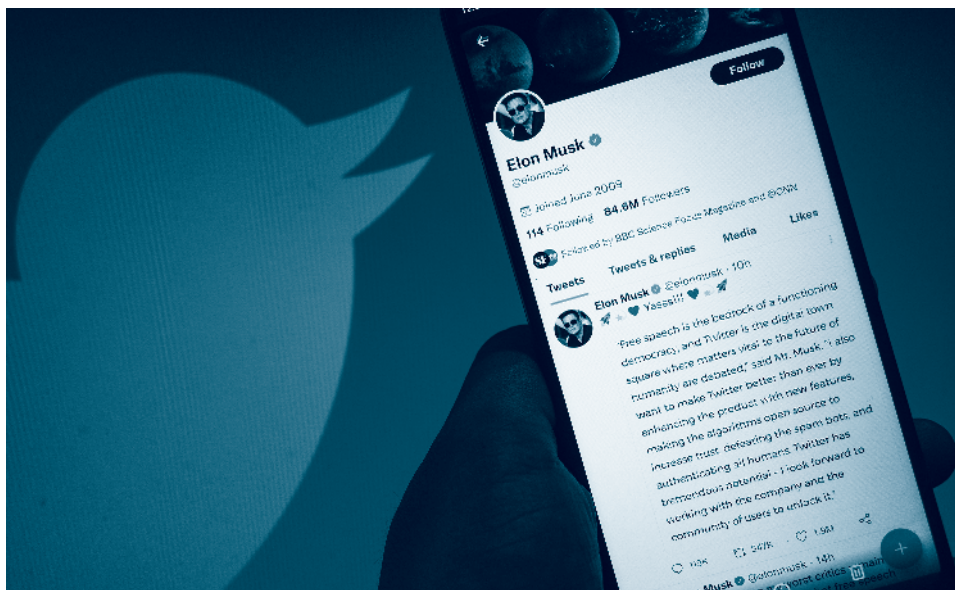 Follow
Elon Musk
@elonmusk
Joined June 2009
114 Following 84.6M Followers
Followed by BBC Science Focus Magazine and @CNN
Tweets Tweets & replies Media Likes
Elon Musk @elonmusk · 10h
🚀💫♥ Yesss!!! ♥💫🚀
"Free speech is the bedrock of a functioning
democracy, and Twitter is the digital town
square where matters vital to the future of
humanity are debated," said Mr. Musk. "I also
want to make Twitter better than ever by
enhancing the product with new features,
making the algorithms open source to
increase trust, defeating the spam bots, and
authenticating all humans. Twitter has
tremendous potential - I look forward to
working with the company and the
community of users to unlock it."
347K
Musk @elonmusk · 14h
worst critics
free speech